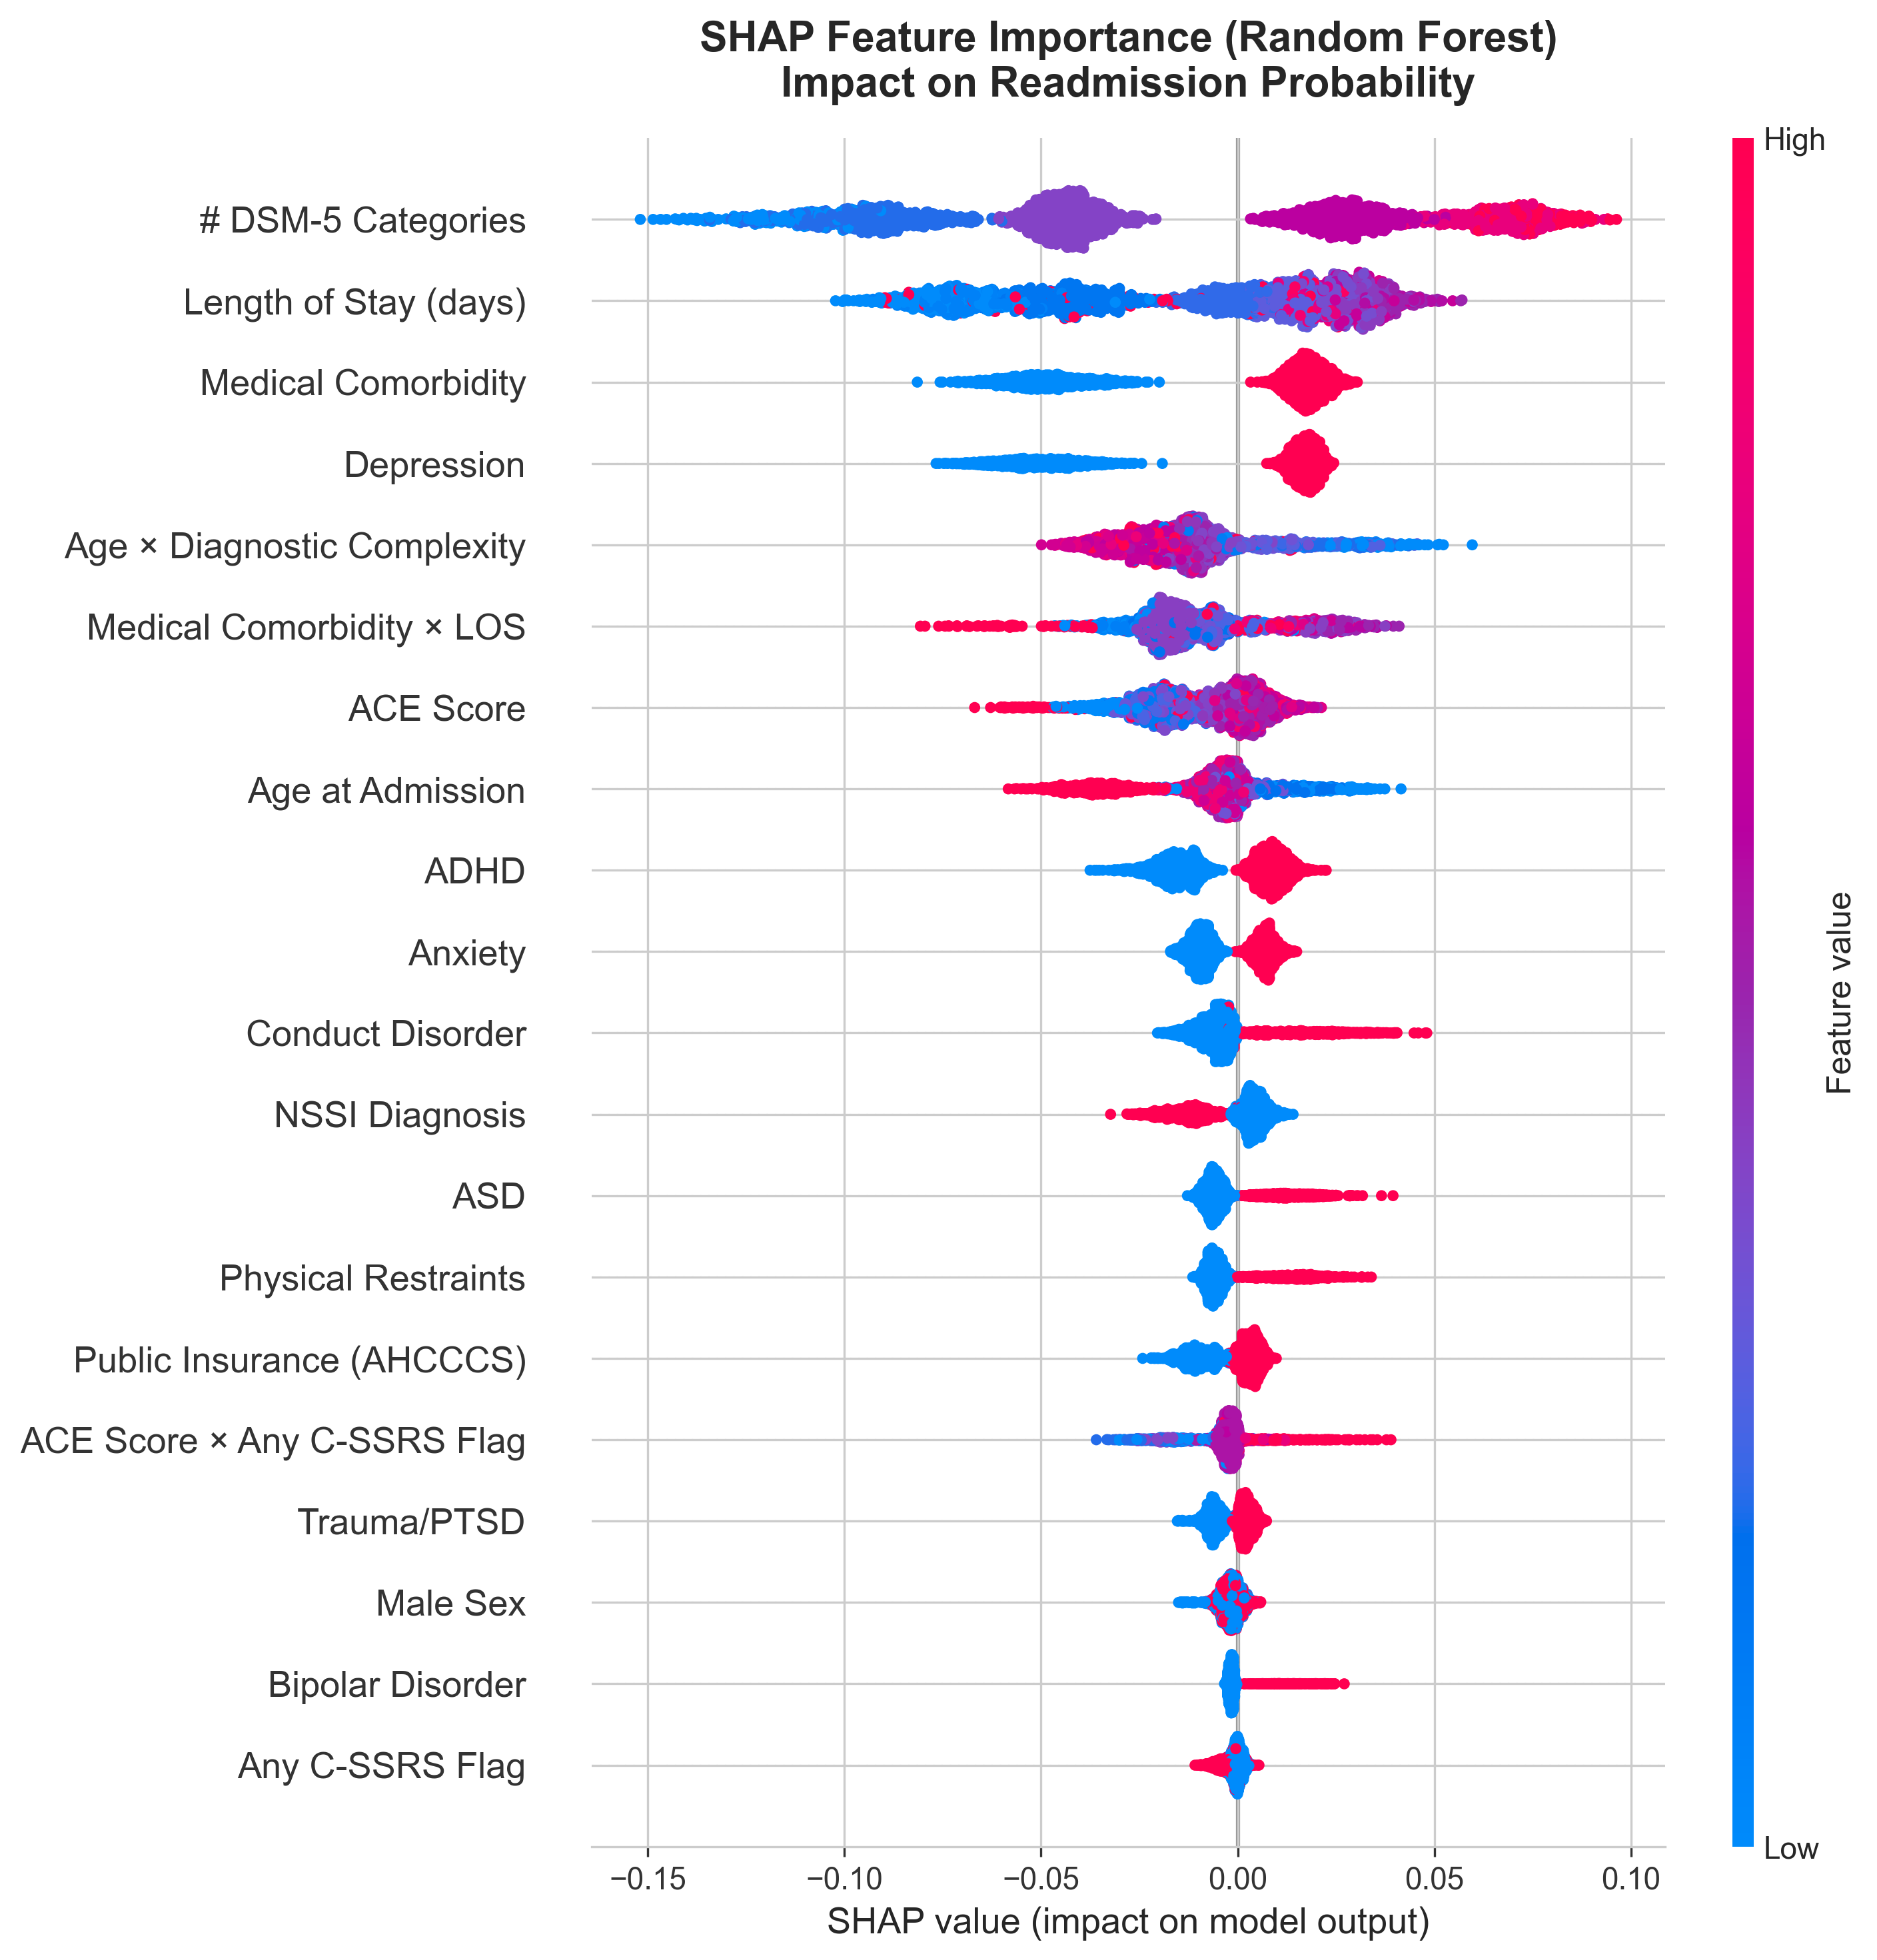 SHAP Feature Importance (Random Forest)
Impact on Readmission Probability
High
# DSM-5 Categories
Length of Stay (days)
Medical Comorbidity
Depression
Age × Diagnostic Complexity
Medical Comorbidity × LOS
ACE Score
Age at Admission
ADHD
Anxiety
Conduct Disorder
NSSI Diagnosis
ASD
Physical Restraints
Public Insurance (AHCCCS)
ACE Score × Any C-SSRS Flag
Trauma/PTSD
Male Sex
Bipolar Disorder
Any C-SSRS Flag
Feature value
Low
−0.15 −0.10 −0.05 0.00 0.05 0.10
SHAP value (impact on model output)